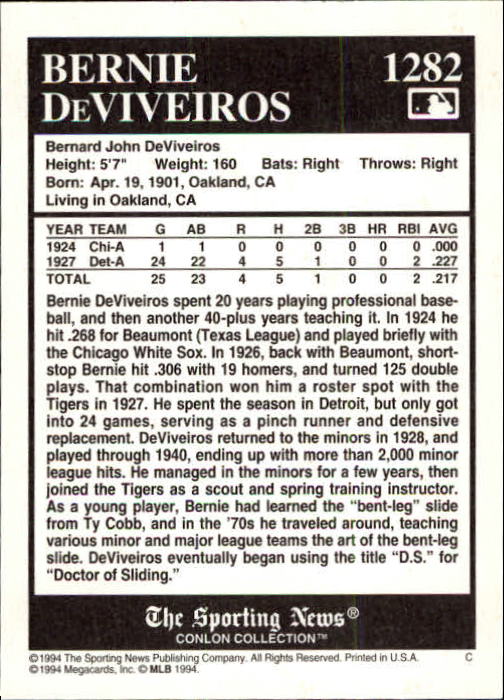 BERNIE 1282
DEVIVEIROS
Bernard John DeViveiros
Height: 5'7" Weight: 160 Bats: Right Throws: Right
Born: Apr. 19, 1901, Oakland, CA
Living in Oakland, CA
YEAR TEAM G AB R H 2B 3B HR RBI AVG
1924 Chi-A 1 1 0 0 0 0 0 0 .000
1927 Det-A 24 22 4 5 1 0 0 2 .227
TOTAL 25 23 4 5 1 0 0 2 .217
Bernie DeViveiros spent 20 years playing professional base-
ball, and then another 40-plus years teaching it. In 1924 he
hit .268 for Beaumont (Texas League) and played briefly with
the Chicago White Sox. In 1926, back with Beaumont, short-
stop Bernie hit .306 with 19 homers, and turned 125 double
plays. That combination won him a roster spot with the
Tigers in 1927. He spent the season in Detroit, but only got
into 24 games, serving as a pinch runner and defensive
replacement. DeViveiros returned to the minors in 1928, and
played through 1940, ending up with more than 2,000 minor
league hits. He managed in the minors for a few years, then
joined the Tigers as a scout and spring training instructor.
As a young player, Bernie had learned the “bent-leg” slide
from Ty Cobb, and in the ’70s he traveled around, teaching
various minor and major league teams the art of the bent-leg
slide. DeViveiros eventually began using the title “D.S.” for
“Doctor of Sliding.”
The Sporting News®
CONLON COLLECTION™
©1994 The Sporting News Publishing Company. All Rights Reserved. Printed in U.S.A. C
©1994 Megacards, Inc. © MLB 1994.